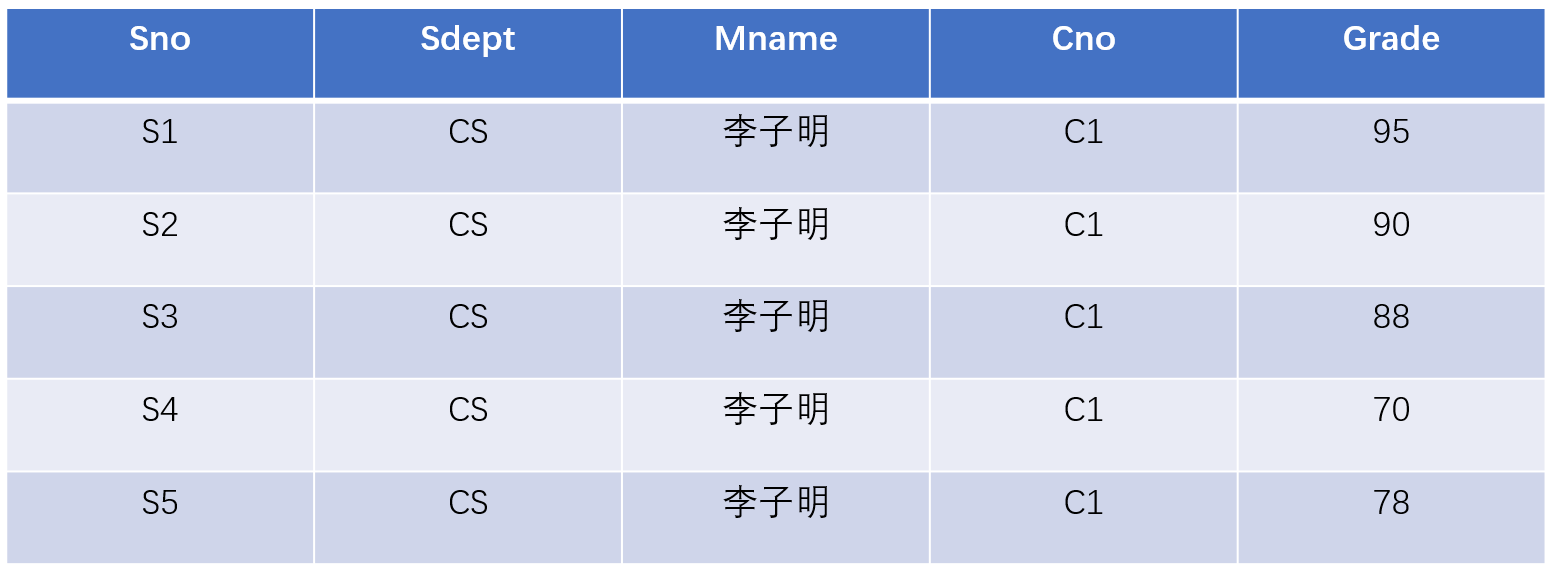 Sno Sdept Mname Cno Grade
S1 CS 李子明 C1 95
S2 CS 李子明 C1 90
S3 CS 李子明 C1 88
S4 CS 李子明 C1 70
S5 CS 李子明 C1 78